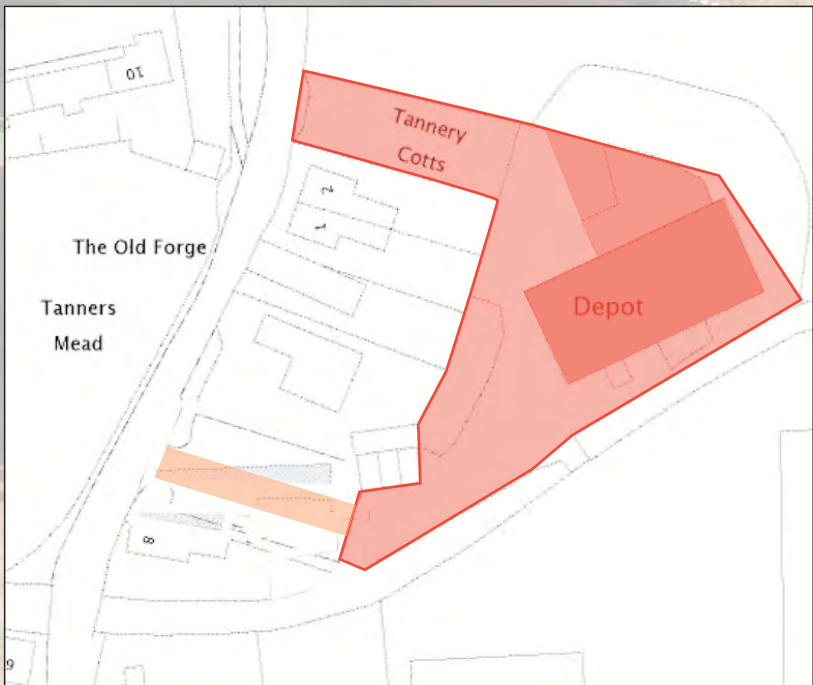 10
Tannery
Cotts
2
1
The Old Forge
Depot
Tanners
Mead
8
9